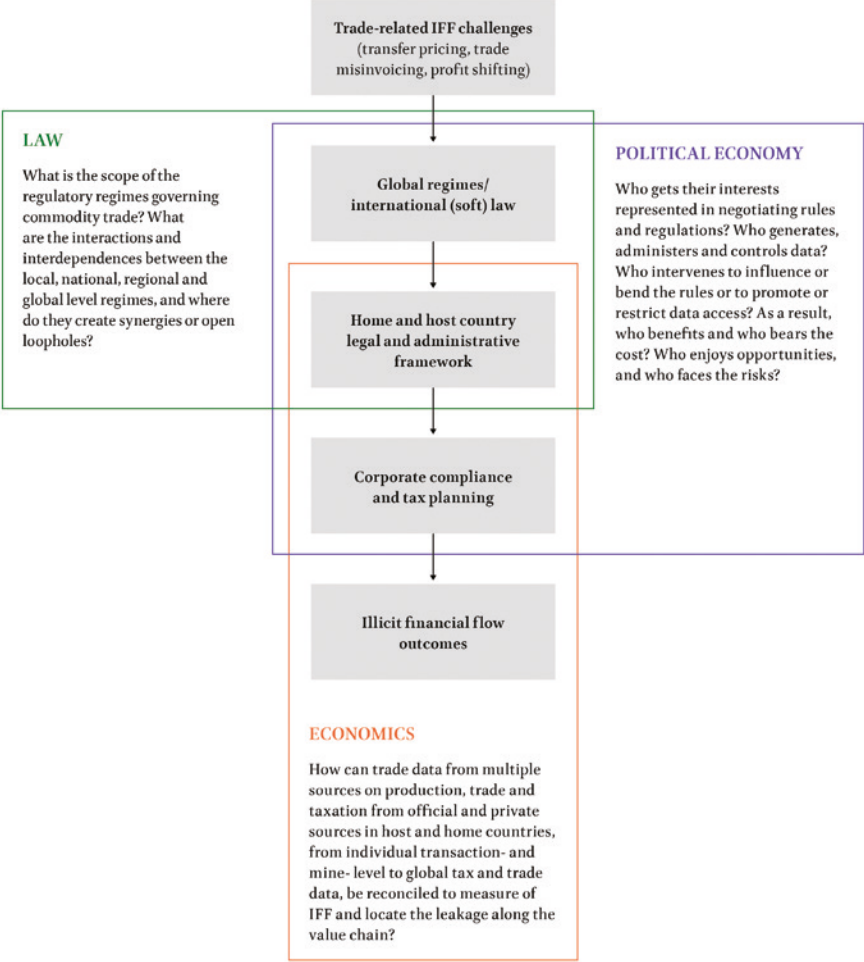 Trade-related IFF challenges
(transfer pricing, trade
misinvoicing, profit shifting)
LAW
What is the scope of the
regulatory regimes governing
commodity trade? What
are the interactions and
interdependences between the
local, national, regional and
global level regimes, and where
do they create synergies or open
loopholes?
Global regimes/
international (soft) law
POLITICAL ECONOMY
Who gets their interests
represented in negotiating rules
and regulations? Who generates,
administers and controls data?
Who intervenes to influence or
bend the rules or to promote or
restrict data access? As a result,
who benefits and who bears the
cost? Who enjoys opportunities,
and who faces the risks?
Home and host country
legal and administrative
framework
Corporate compliance
and tax planning
Illicit financial flow
outcomes
ECONOMICS
How can trade data from multiple
sources on production, trade and
taxation from official and private
sources in host and home countries,
from individual transaction- and
mine- level to global tax and trade
data, be reconciled to measure of
IFF and locate the leakage along the
value chain?